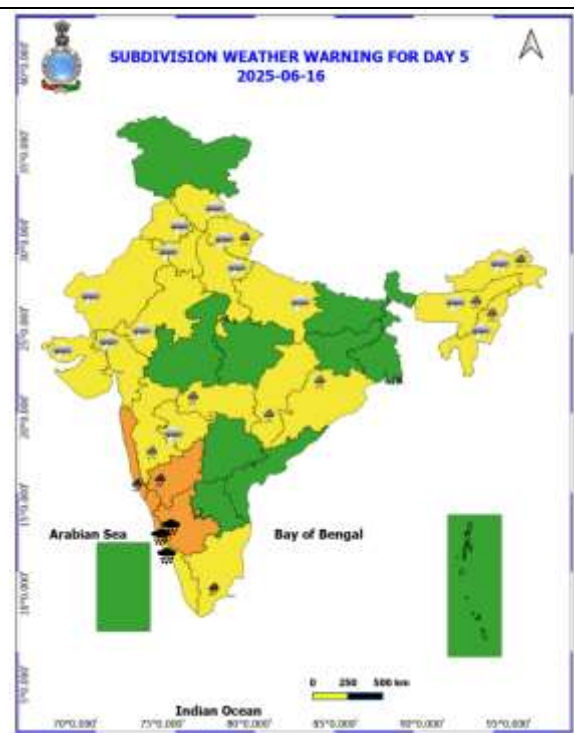 SUBDIVISION WEATHER WARNING FOR DAY 5
2025-06-16
Arabian Sea
Bay of Bengal
0 250 500 km
Indian Ocean
70°0.000' 75°0.000' 80°0.000' 85°0.000' 90°0.000' 95°0.000'